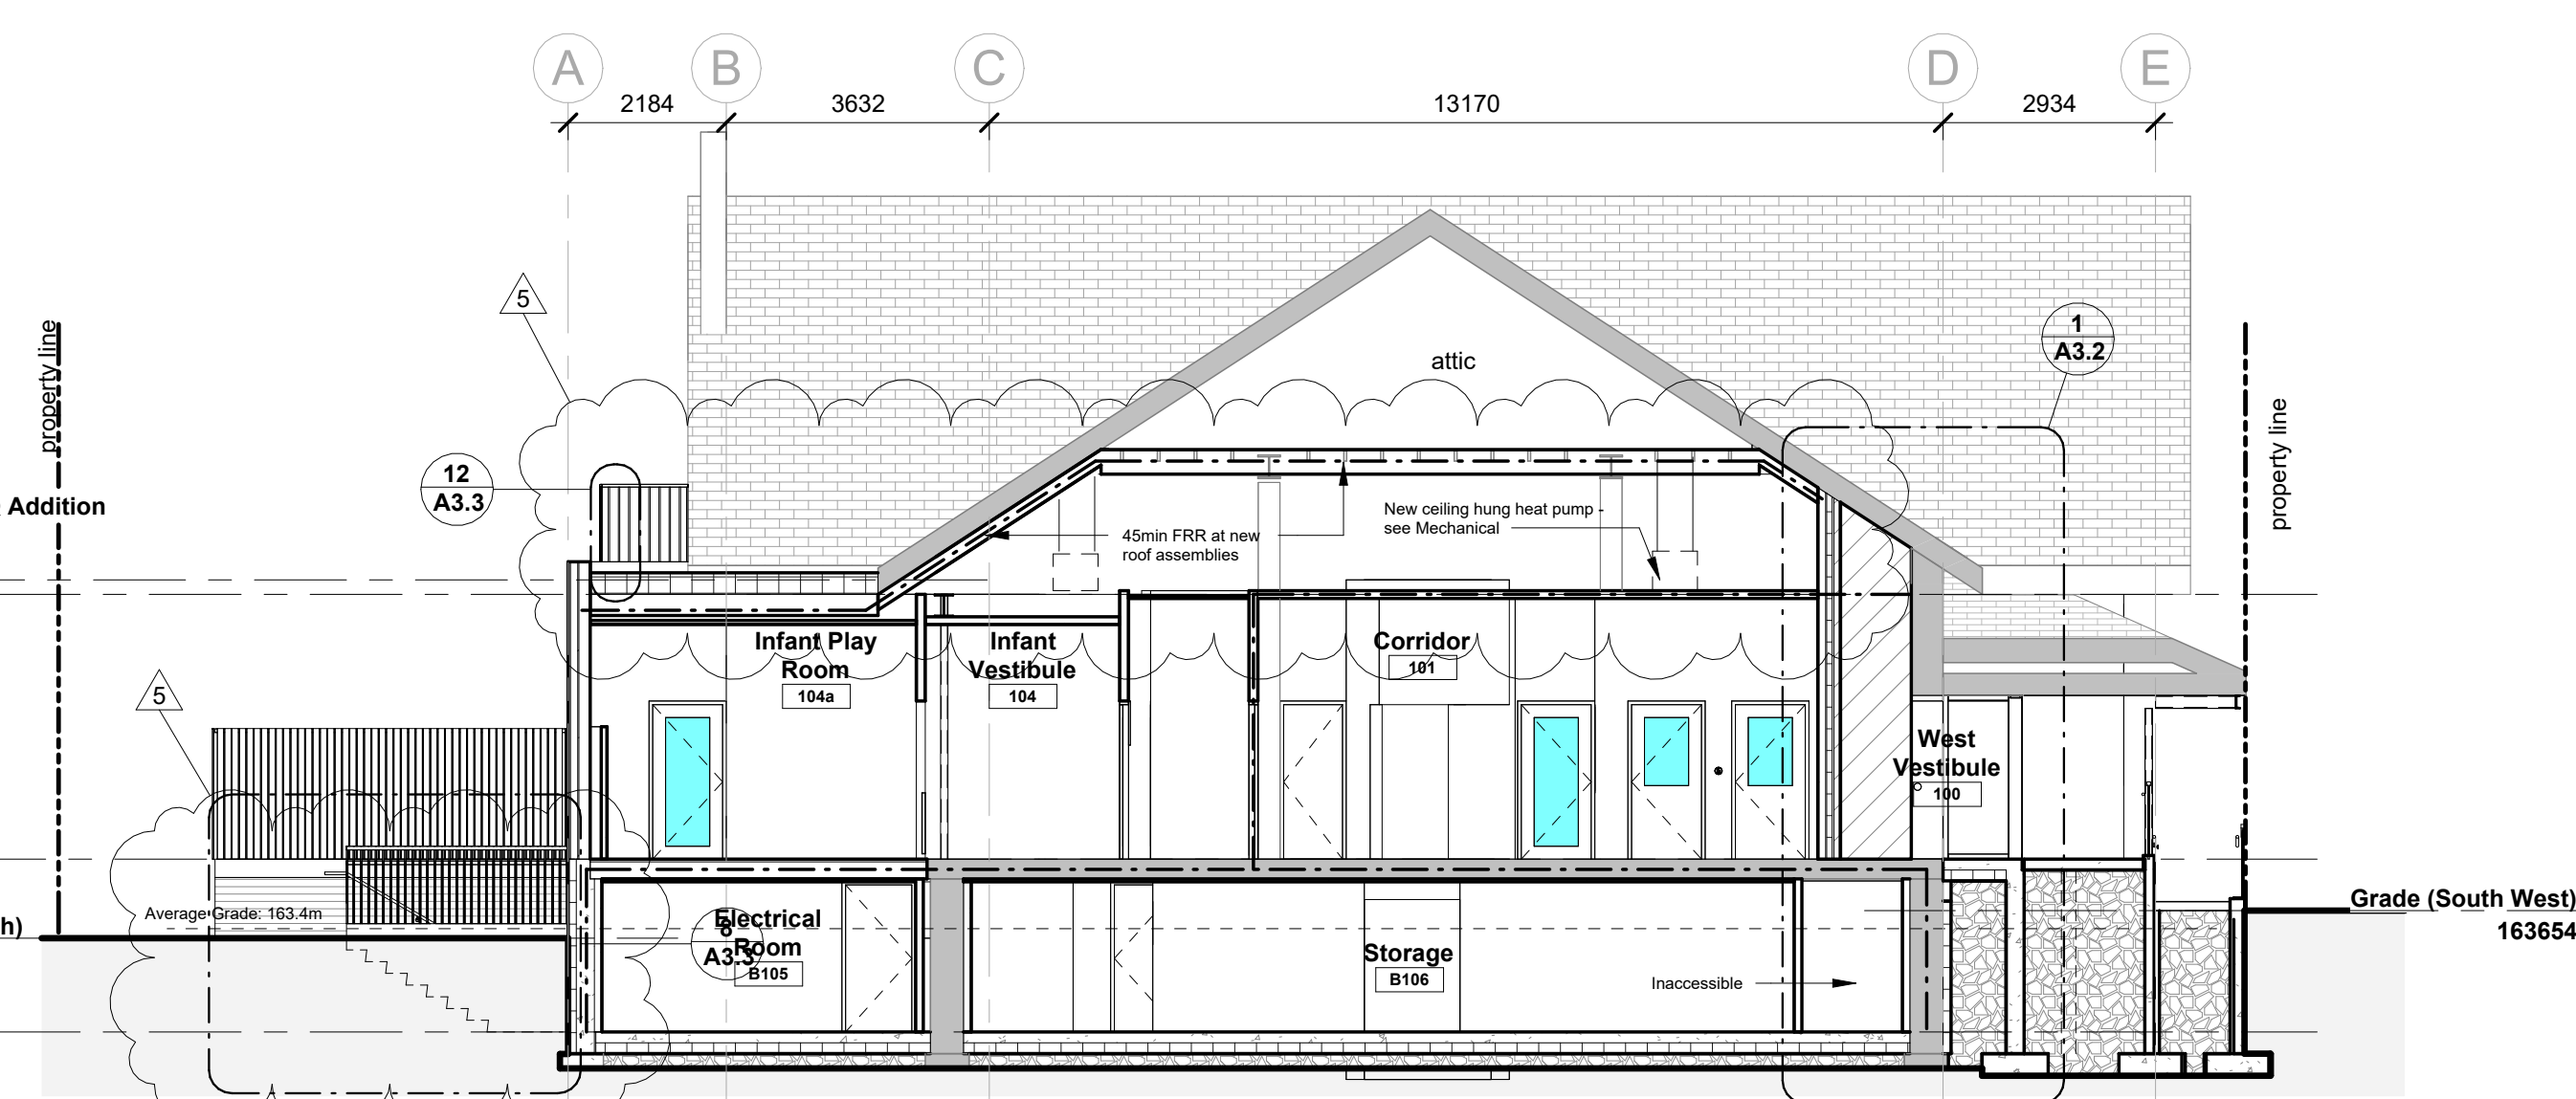 A
B
C
D
E
2184
3632
13170
2934
5
property line
1
A3.2
attic
property line
12
A3.3
Addition
New ceiling hung heat pump -
see Mechanical
45min FRR at new
roof assemblies
Infant Play
Room
104a
Infant
Vestibule
104
Corridor
101
5
West
Vestibule
100
Average Grade: 163.4m
h)
Electrical
Room
B105
8
A3.3
Storage
B106
Inaccessible
Grade (South West)
163654